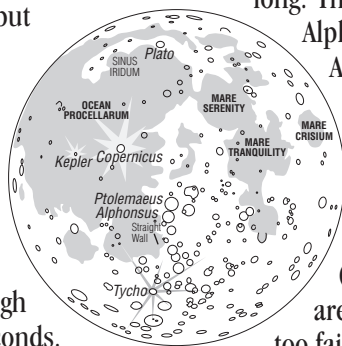 but
long. Th
Alph
A
Plato
SINUS
IRIDUM
OCEAN
PROCELLARUM
MARE
SERENITY
MARE
CRISIUM
MARE
TRANQUILITY
Kepler Copernicus
Ptolemaeus
Alphonsus
Straight
Wall
Tycho
gh
are
onds.
too fai